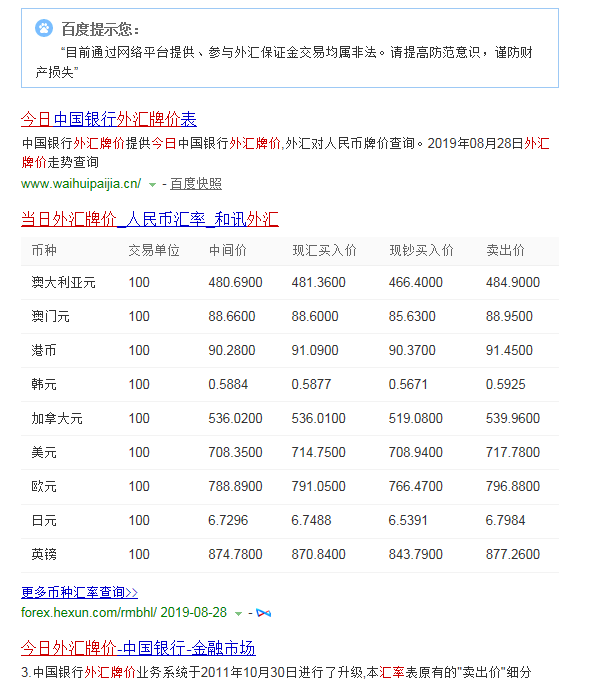 百度提示您：
“目前通过网络平台提供、参与外汇保证金交易均属非法。请提高防范意识，谨防财
产损失”
今日中国银行外汇牌价表
中国银行外汇牌价提供今日中国银行外汇牌价,外汇对人民币牌价查询。2019年08月28日外汇
牌价走势查询
www.waihuipaijia.cn/ - 百度快照
当日外汇牌价_人民币汇率_和讯外汇
币种 交易单位 中间价 现汇买入价 现钞买入价 卖出价
澳大利亚元 100 480.6900 481.3600 466.4000 484.9000
澳门元 100 88.6600 88.6000 85.6300 88.9500
港币 100 90.2800 91.0900 90.3700 91.4500
韩元 100 0.5884 0.5877 0.5671 0.5925
加拿大元 100 536.0200 536.0100 519.0800 539.9600
美元 100 708.3500 714.7500 708.9400 717.7800
欧元 100 788.8900 791.0500 766.4700 796.8800
日元 100 6.7296 6.7488 6.5391 6.7984
英镑 100 874.7800 870.8400 843.7900 877.2600
更多币种汇率查询>>
forex.hexun.com/rmbhl/ 2019-08-28 -
今日外汇牌价-中国银行-金融市场
3.中国银行外汇牌价业务系统于2011年10月30日进行了升级,本汇率表原有的"卖出价"细分